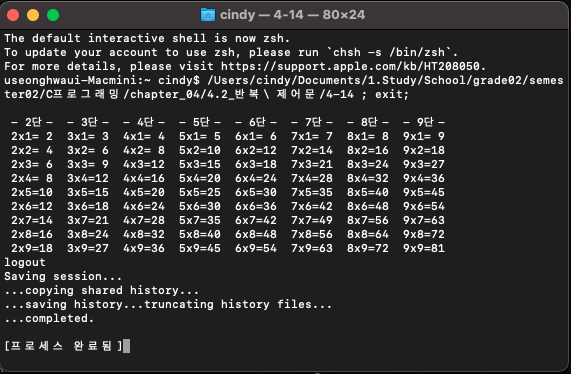 cindy — 4-14 — 80×24
The default interactive shell is now zsh.
To update your account to use zsh, please run `chsh -s /bin/zsh`.
For more details, please visit https://support.apple.com/kb/HT208050.
useonghwaui-Macmini:~ cindy$ /Users/cindy/Documents/1.Study/School/grade02/semes
ter02/C프로그래밍/chapter_04/4.2_반복\ 제어문/4-14 ; exit;
- 2단 - - 3단 - - 4단 - - 5단 - - 6단 - - 7단 - - 8단 - - 9단 -
2x1= 2 3x1= 3 4x1= 4 5x1= 5 6x1= 6 7x1= 7 8x1= 8 9x1= 9
2x2= 4 3x2= 6 4x2= 8 5x2=10 6x2=12 7x2=14 8x2=16 9x2=18
2x3= 6 3x3= 9 4x3=12 5x3=15 6x3=18 7x3=21 8x3=24 9x3=27
2x4= 8 3x4=12 4x4=16 5x4=20 6x4=24 7x4=28 8x4=32 9x4=36
2x5=10 3x5=15 4x5=20 5x5=25 6x5=30 7x5=35 8x5=40 9x5=45
2x6=12 3x6=18 4x6=24 5x6=30 6x6=36 7x6=42 8x6=48 9x6=54
2x7=14 3x7=21 4x7=28 5x7=35 6x7=42 7x7=49 8x7=56 9x7=63
2x8=16 3x8=24 4x8=32 5x8=40 6x8=48 7x8=56 8x8=64 9x8=72
2x9=18 3x9=27 4x9=36 5x9=45 6x9=54 7x9=63 8x9=72 9x9=81
logout
Saving session...
...copying shared history...
...saving history...truncating history files...
...completed.
[프로세스 완료됨]